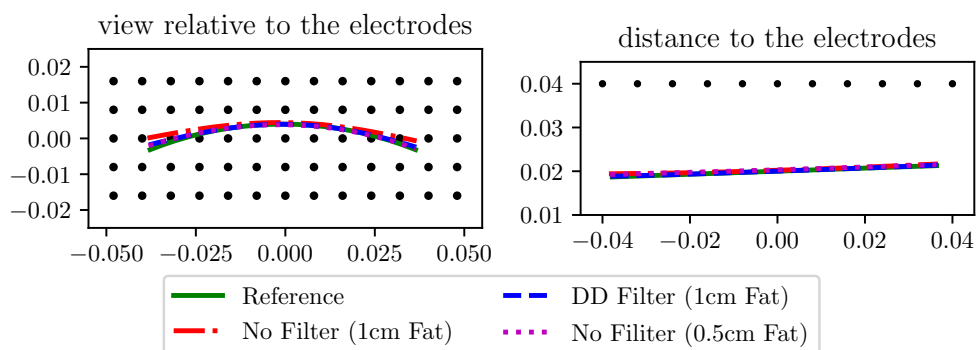 view relative to the electrodes
0.02
0.01
0.00
−0.01
−0.02
−0.050 −0.025 0.000 0.025 0.050
distance to the electrodes
0.04
0.03
0.02
0.01
−0.04 −0.02 0.00 0.02 0.04
Reference
No Filter (1cm Fat)
DD Filter (1cm Fat)
No Filiter (0.5cm Fat)